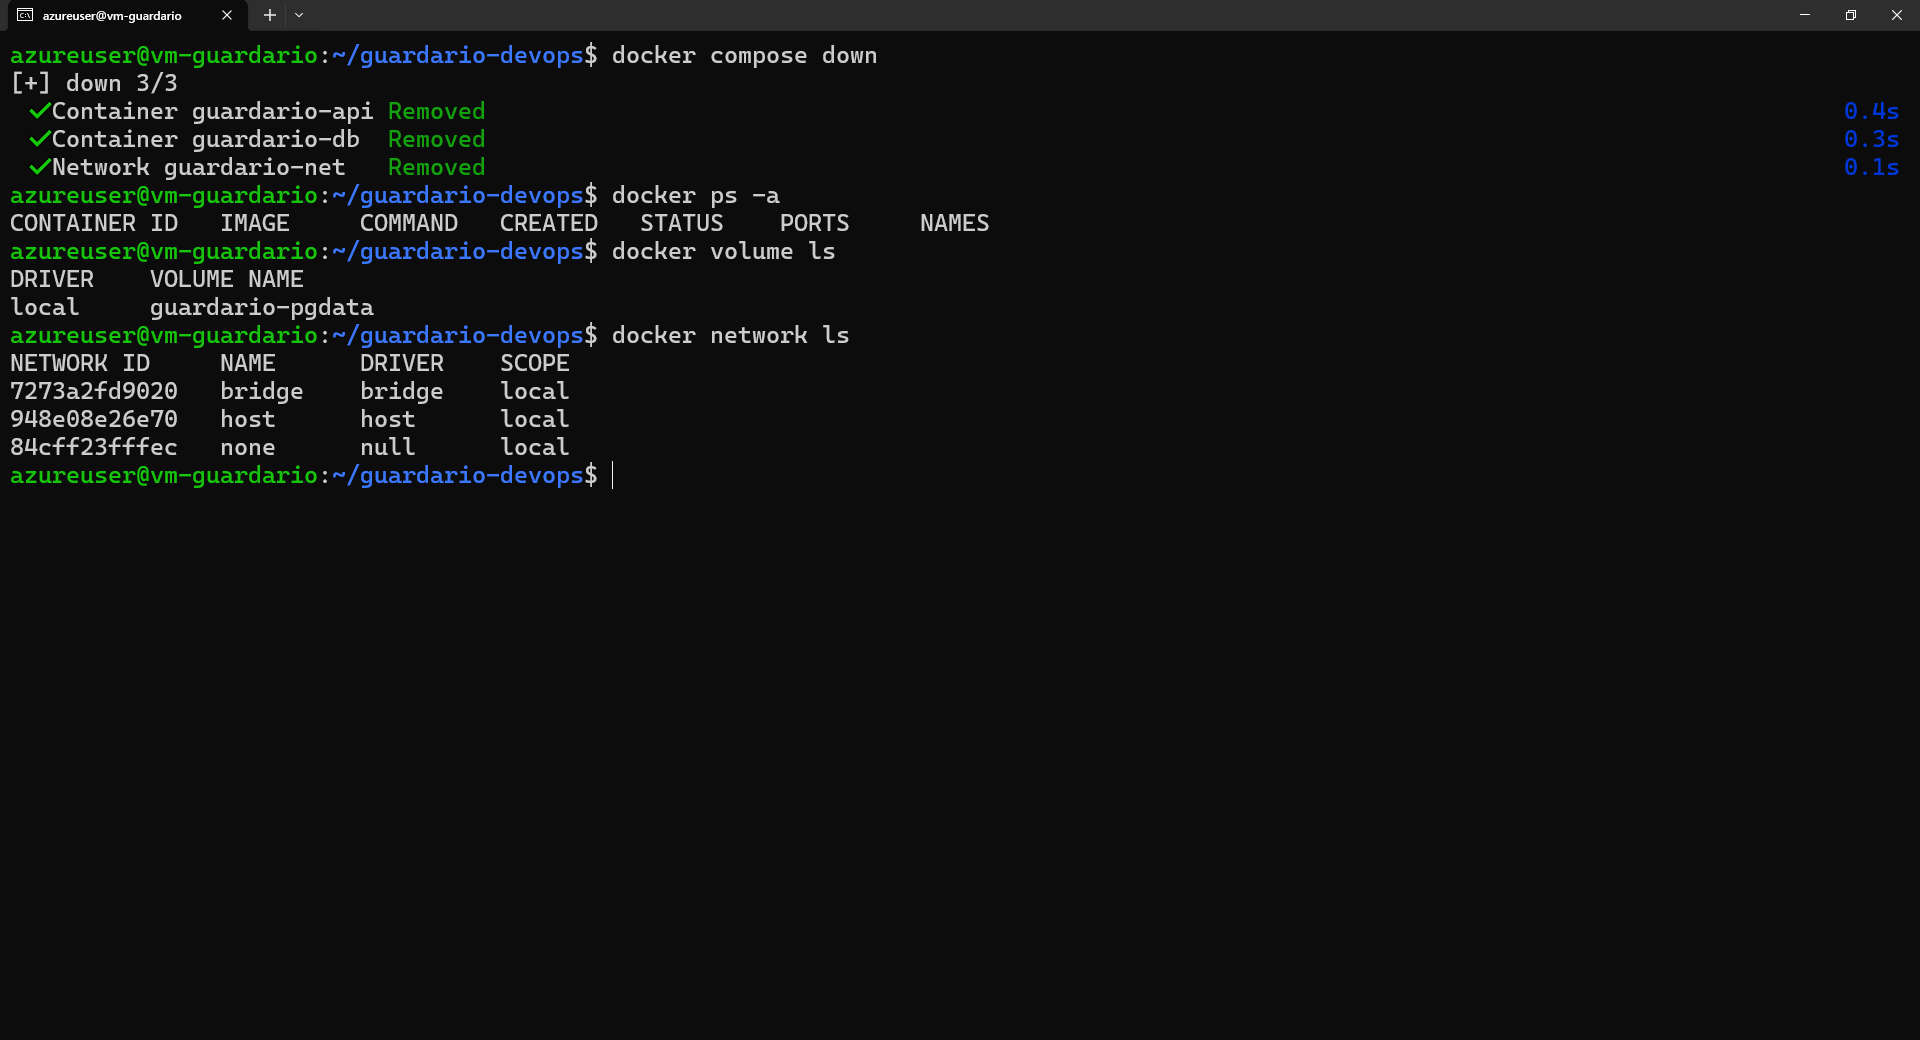 azureuser@vm-guardario
azureuser@vm-guardario:~/guardario-devops$ docker compose down
[+] down 3/3
✓Container guardario-api Removed 0.4s
✓Container guardario-db Removed 0.3s
✓Network guardario-net Removed 0.1s
azureuser@vm-guardario:~/guardario-devops$ docker ps -a
CONTAINER ID IMAGE COMMAND CREATED STATUS PORTS NAMES
azureuser@vm-guardario:~/guardario-devops$ docker volume ls
DRIVER VOLUME NAME
local guardario-pgdata
azureuser@vm-guardario:~/guardario-devops$ docker network ls
NETWORK ID NAME DRIVER SCOPE
7273a2fd9020 bridge bridge local
948e08e26e70 host host local
84cff23fffec none null local
azureuser@vm-guardario:~/guardario-devops$